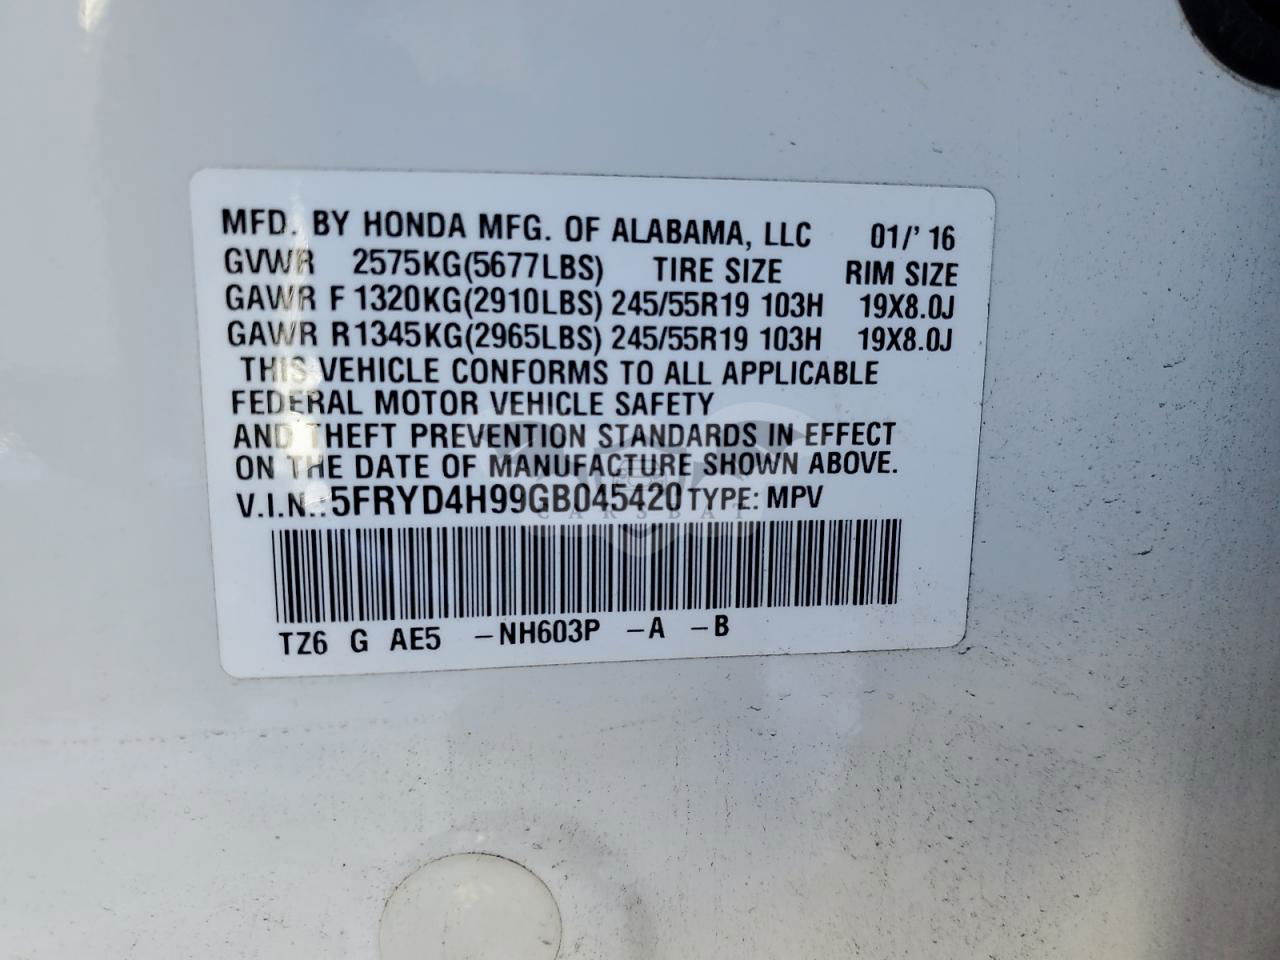 MFD. BY HONDA MFG. OF ALABAMA, LLC 01/'16
GVWR 2575KG(5677LBS) TIRE SIZE RIM SIZE
GAWR F 1320KG(2910LBS) 245/55R19 103H 19X8.0J
GAWR R 1345KG(2965LBS) 245/55R19 103H 19X8.0J
THIS VEHICLE CONFORMS TO ALL APPLICABLE
FEDERAL MOTOR VEHICLE SAFETY
AND THEFT PREVENTION STANDARDS IN EFFECT
ON THE DATE OF MANUFACTURE SHOWN ABOVE.
V.I.N.: 5FRYD4H99GB045420 TYPE: MPV
CARSBAT
TZ6 G AE5 –NH603P –A –B